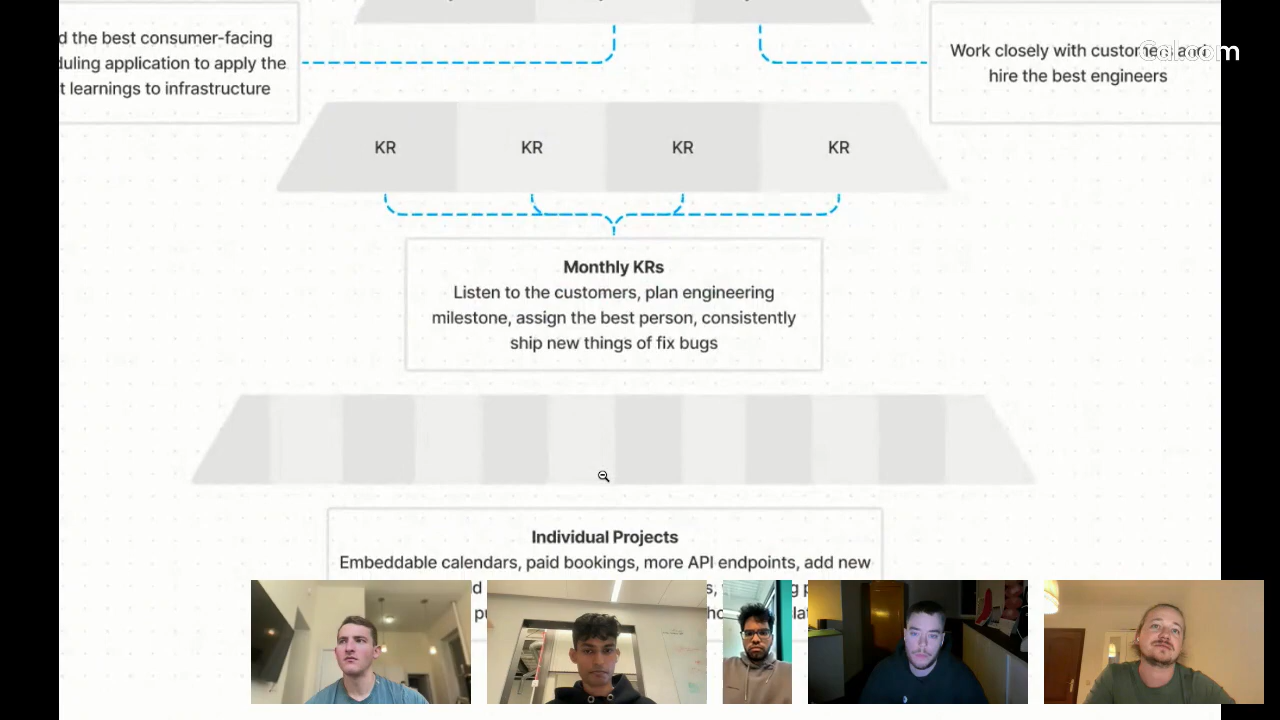 d the best consumer-facing
duling application to apply the
t learnings to infrastructure
Work closely with customers and
hire the best engineers
Cal.com
KR KR KR KR
Monthly KRs
Listen to the customers, plan engineering
milestone, assign the best person, consistently
ship new things of fix bugs
Individual Projects
Embeddable calendars, paid bookings, more API endpoints, add new